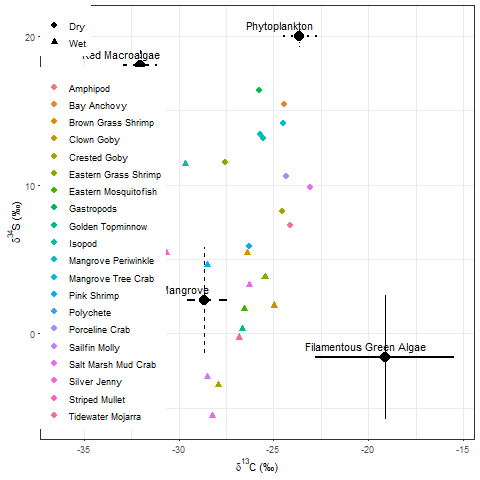 Phytoplankton
Dry
Wet
Red Macroalgae
Amphipod
Bay Anchovy
Brown Grass Shrimp
Clown Goby
Crested Goby
Eastern Grass Shrimp
Eastern Mosquitofish
Gastropods
Golden Topminnow
Isopod
Mangrove Periwinkle
Mangrove Tree Crab
Pink Shrimp
Polychete
Porceline Crab
Sailfin Molly
Salt Marsh Mud Crab
Silver Jenny
Striped Mullet
Tidewater Mojarra
Mangrove
Filamentous Green Algae
20
10
0
δ³⁴S (‰)
-35
-30
-25
-20
-15
δ¹³C (‰)